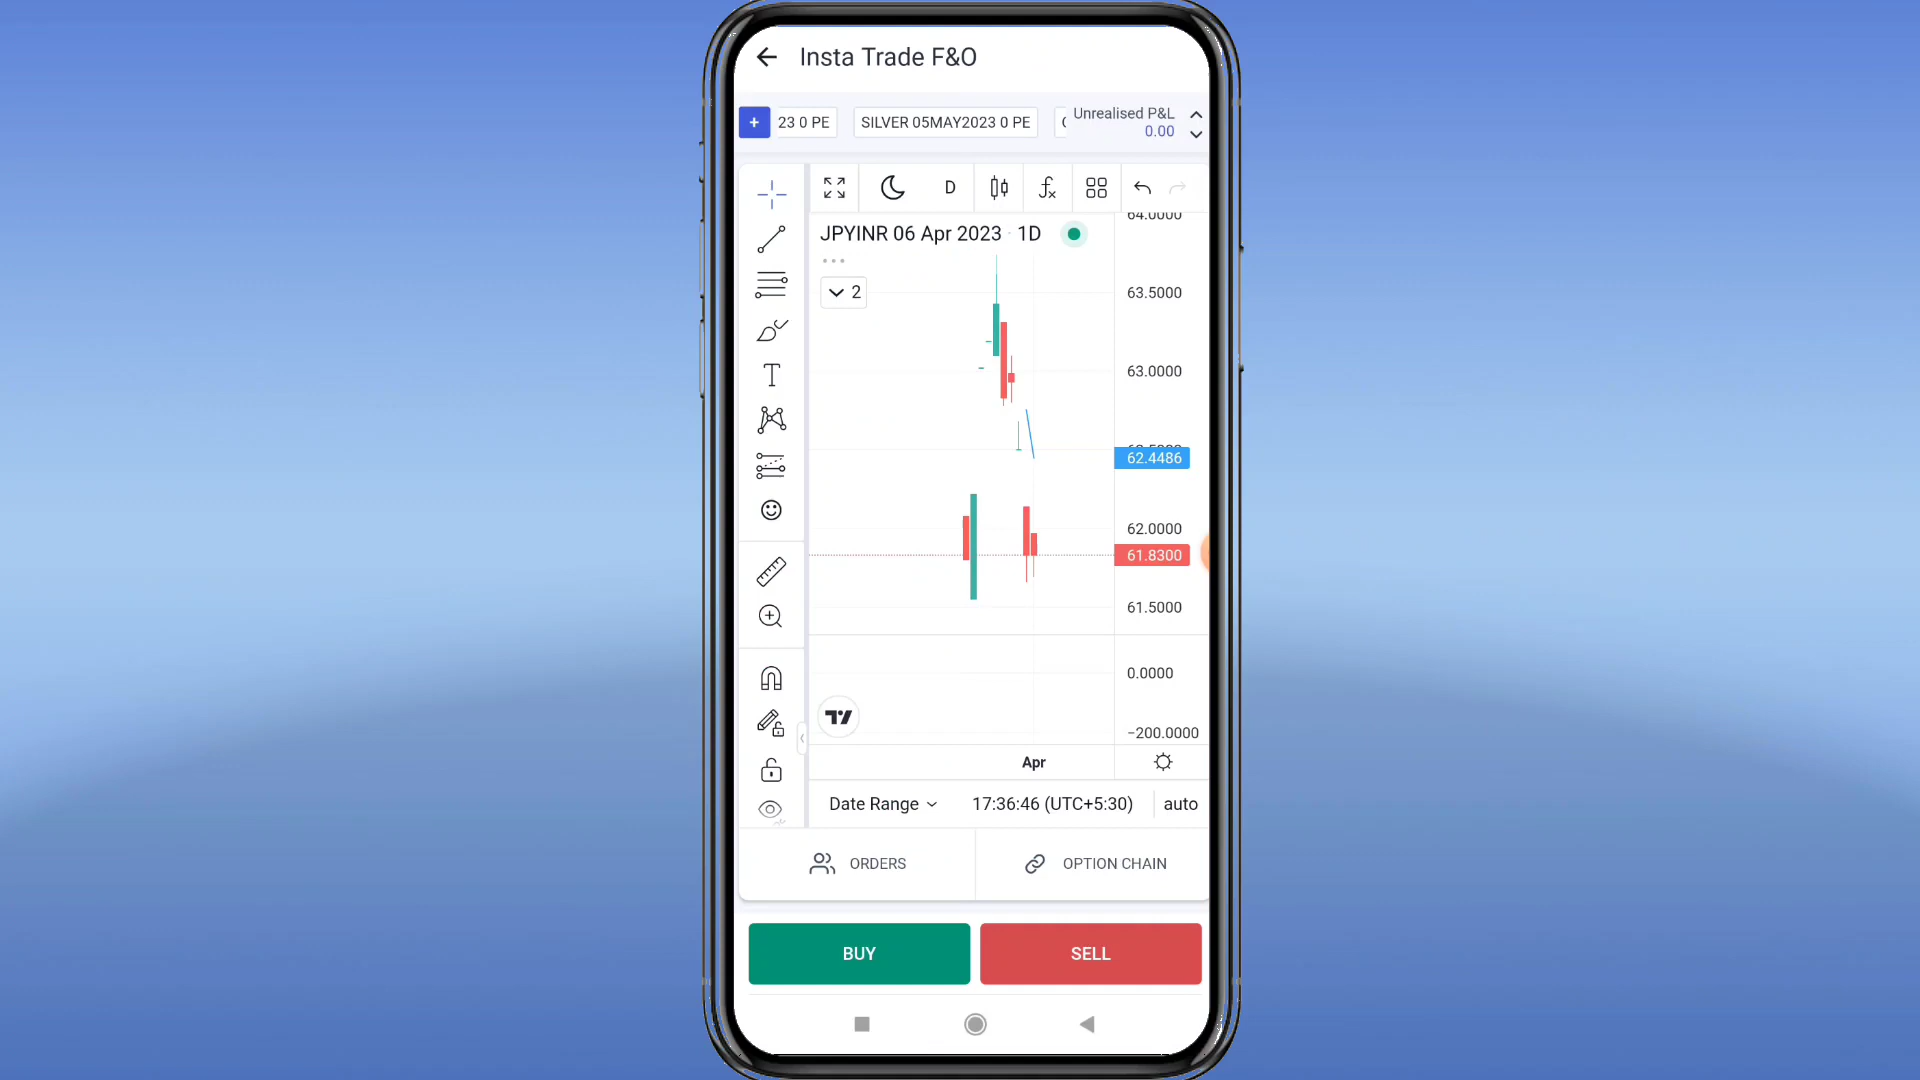 Insta Trade F&O
+ 23 0 PE SILVER 05MAY2023 0 PE Unrealised P&L
0.00
D
JPYINR 06 Apr 2023 · 1D
2
64.0000
63.5000
63.0000
62.4486
62.0000
61.8300
61.5000
0.0000
−200.0000
Apr
Date Range 17:36:46 (UTC+5:30) auto
ORDERS OPTION CHAIN
BUY SELL